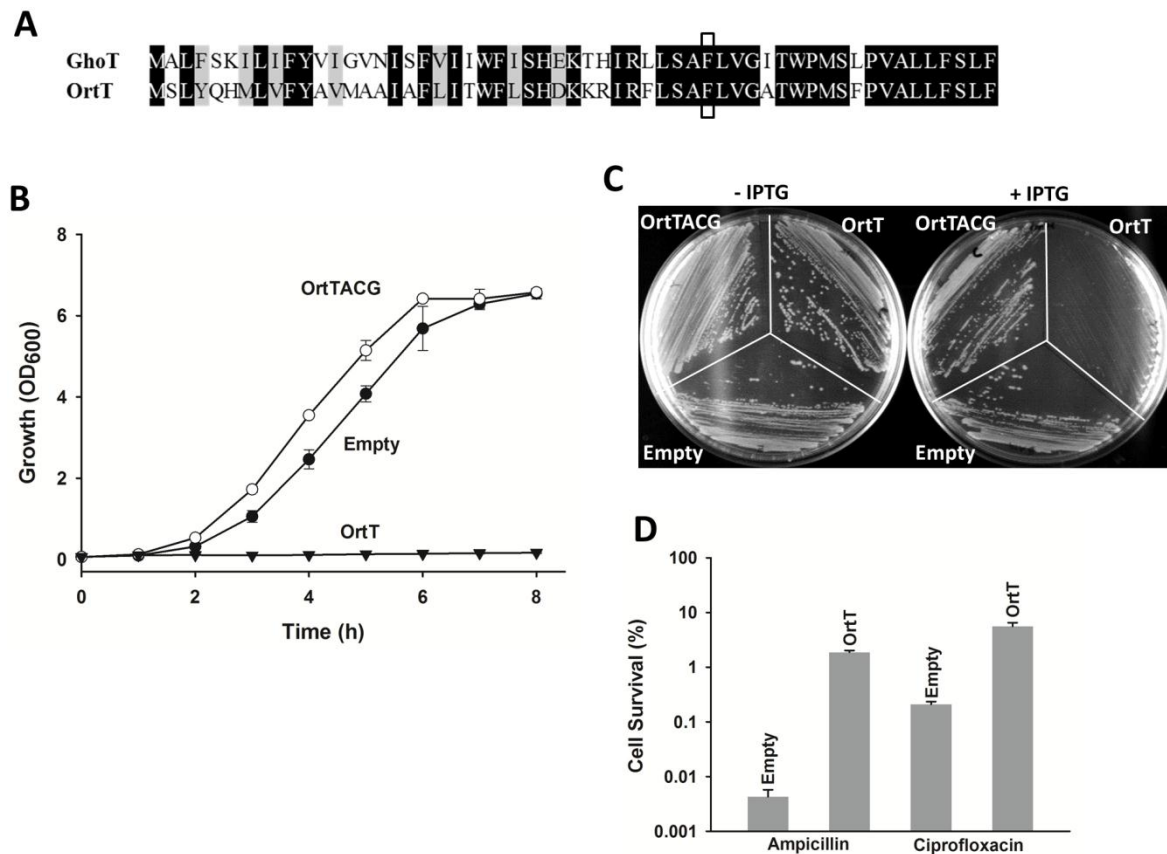 A
GhoT MALFSKILIFYVIGVNISFVIIWFISHEKTHIRLLSAFLVGITWPMSLPVALLFSLF
OrtT MSLYQHMLVFYAVMAAIAFLITWFLSHDKKRIRFLSAFLVGATWPMSFPVALLFSLF
B
8
6
4
2
0
Growth (OD600)
OrtTACG
Empty
OrtT
0 2 4 6 8
Time (h)
C
- IPTG + IPTG
OrtTACG OrtT OrtTACG OrtT
Empty Empty
D
100
10
1
0.1
0.01
0.001
Cell Survival (%)
Empty OrtT Empty OrtT
Ampicillin Ciprofloxacin